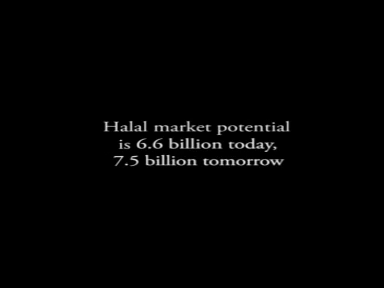 Halal market potential
is 6.6 billion today,
7.5 billion tomorrow